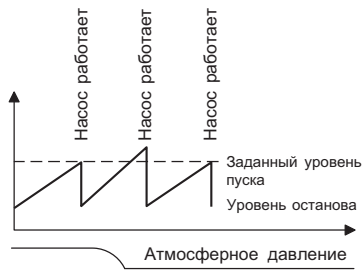 Насос работает
Насос работает
Насос работает
Заданный уровень
пуска
Уровень останова
Атмосферное давление